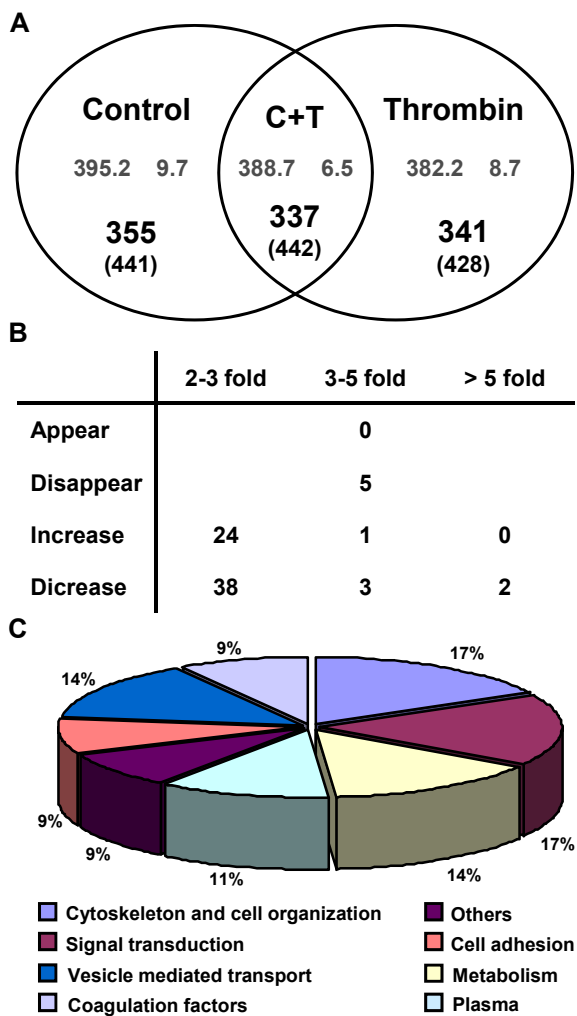 A
Control C+T Thrombin
395.2 9.7 388.7 6.5 382.2 8.7
355 337 341
(441) (442) (428)
B
2-3 fold 3-5 fold > 5 fold
Appear 0
Disappear 5
Increase 24 1 0
Dicrease 38 3 2
C
9% 17%
14%
9% 17%
9%
11% 14%
Cytoskeleton and cell organization
Signal transduction
Vesicle mediated transport
Coagulation factors
Others
Cell adhesion
Metabolism
Plasma